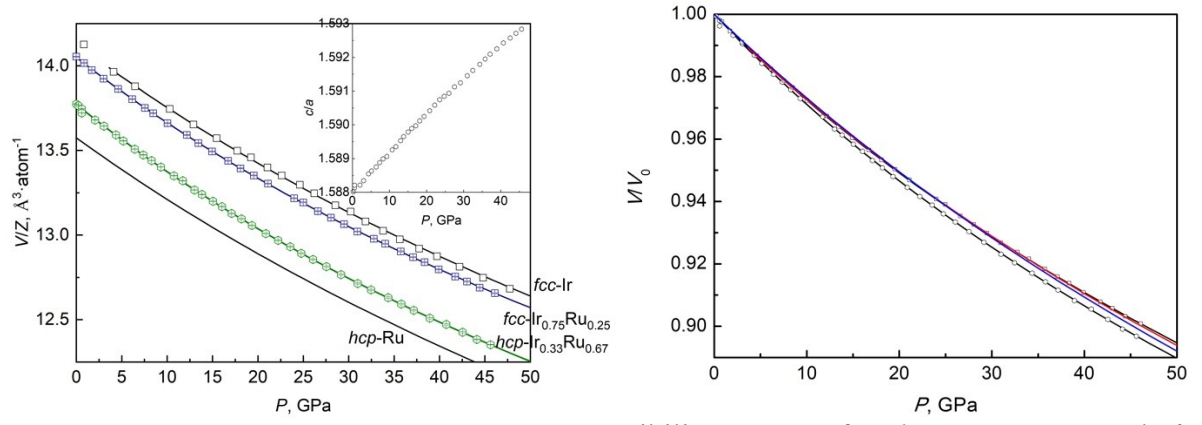 1.593
1.592
1.591
1.590
1.589
1.588
c/a
0 10 20 30 40
P, GPa
14.0
13.5
13.0
12.5
V/Z, Å³·atom⁻¹
fcc-Ir
fcc-Ir₀.₇₅Ru₀.₂₅
hcp-Ru
hcp-Ir₀.₃₃Ru₀.₆₇
0 5 10 15 20 25 30 35 40 45 50
P, GPa
1.00
0.98
0.96
0.94
0.92
0.90
V/V₀
0 10 20 30 40 50
P, GPa